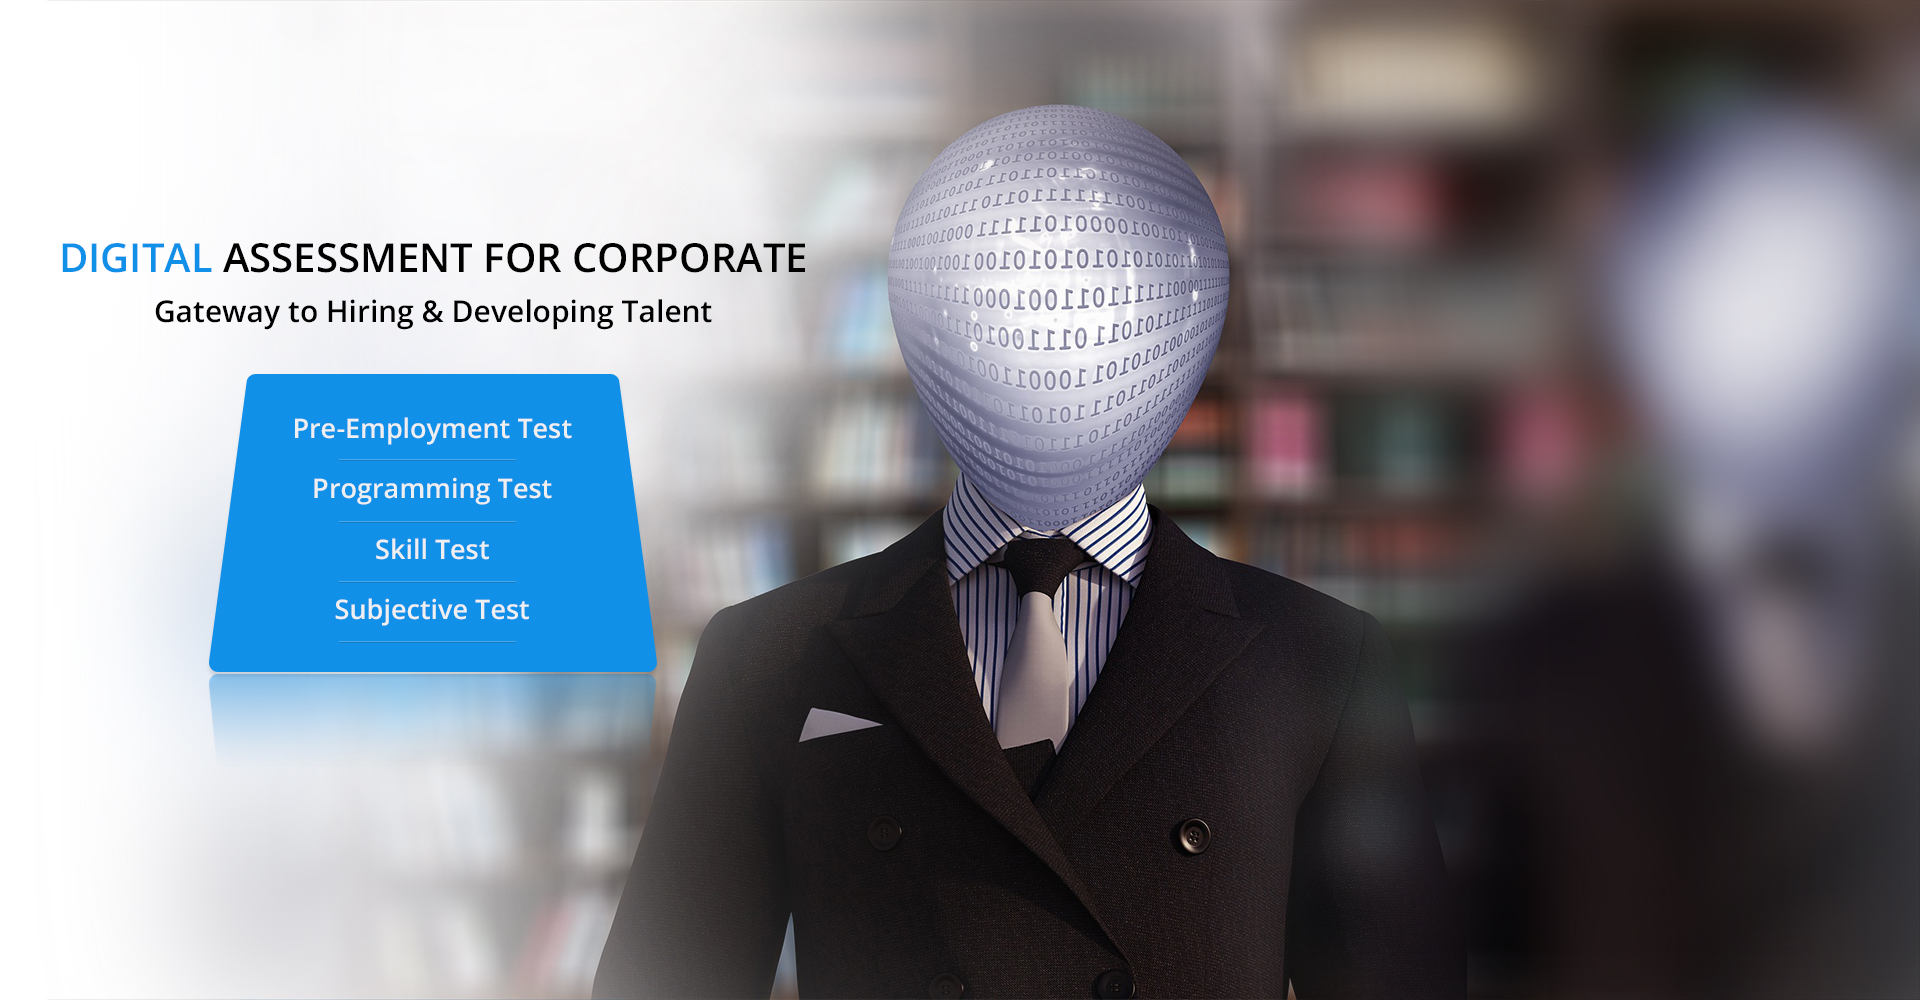 DIGITAL ASSESSMENT FOR CORPORATE
Gateway to Hiring & Developing Talent
Pre-Employment Test
Programming Test
Skill Test
Subjective Test